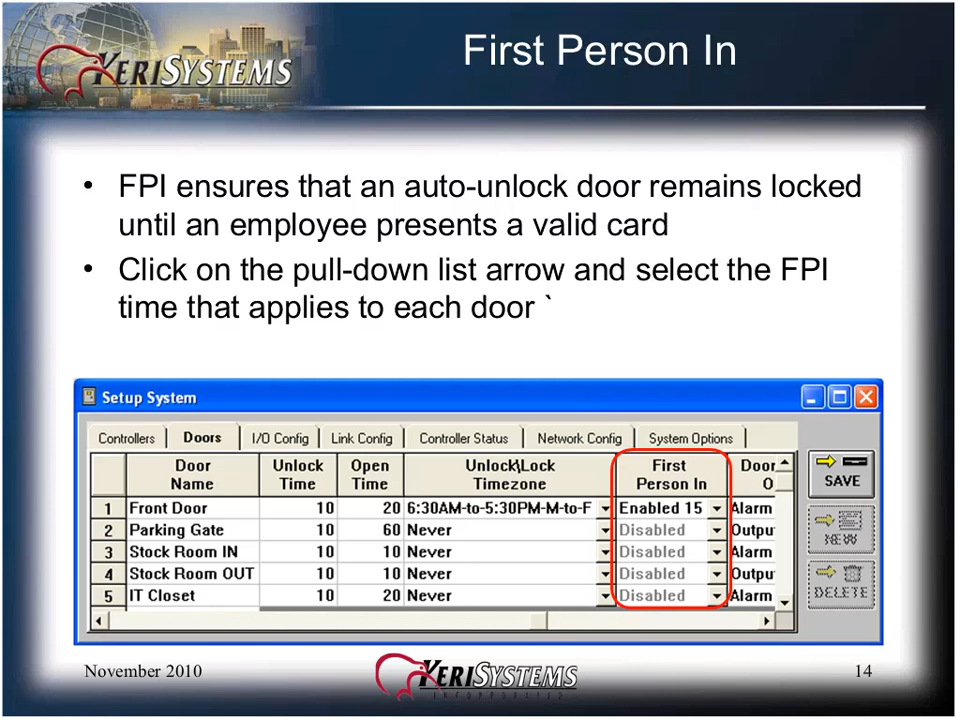 KERISYSTEMS
First Person In
• FPI ensures that an auto-unlock door remains locked
until an employee presents a valid card
• Click on the pull-down list arrow and select the FPI
time that applies to each door `
Setup System
Controllers Doors I/O Config Link Config Controller Status Network Config System Options
Door Name Unlock Time Open Time Unlock\Lock Timezone First Person In Door O
1 Front Door 10 20 6:30AM-to-5:30PM-M-to-F Enabled 15 Alarm
2 Parking Gate 10 60 Never Disabled Outpu
3 Stock Room IN 10 10 Never Disabled Alarm
4 Stock Room OUT 10 10 Never Disabled Outpu
5 IT Closet 10 20 Never Disabled Alarm
SAVE
NEW
DELETE
November 2010
KERISYSTEMS
INCORPORATED
14